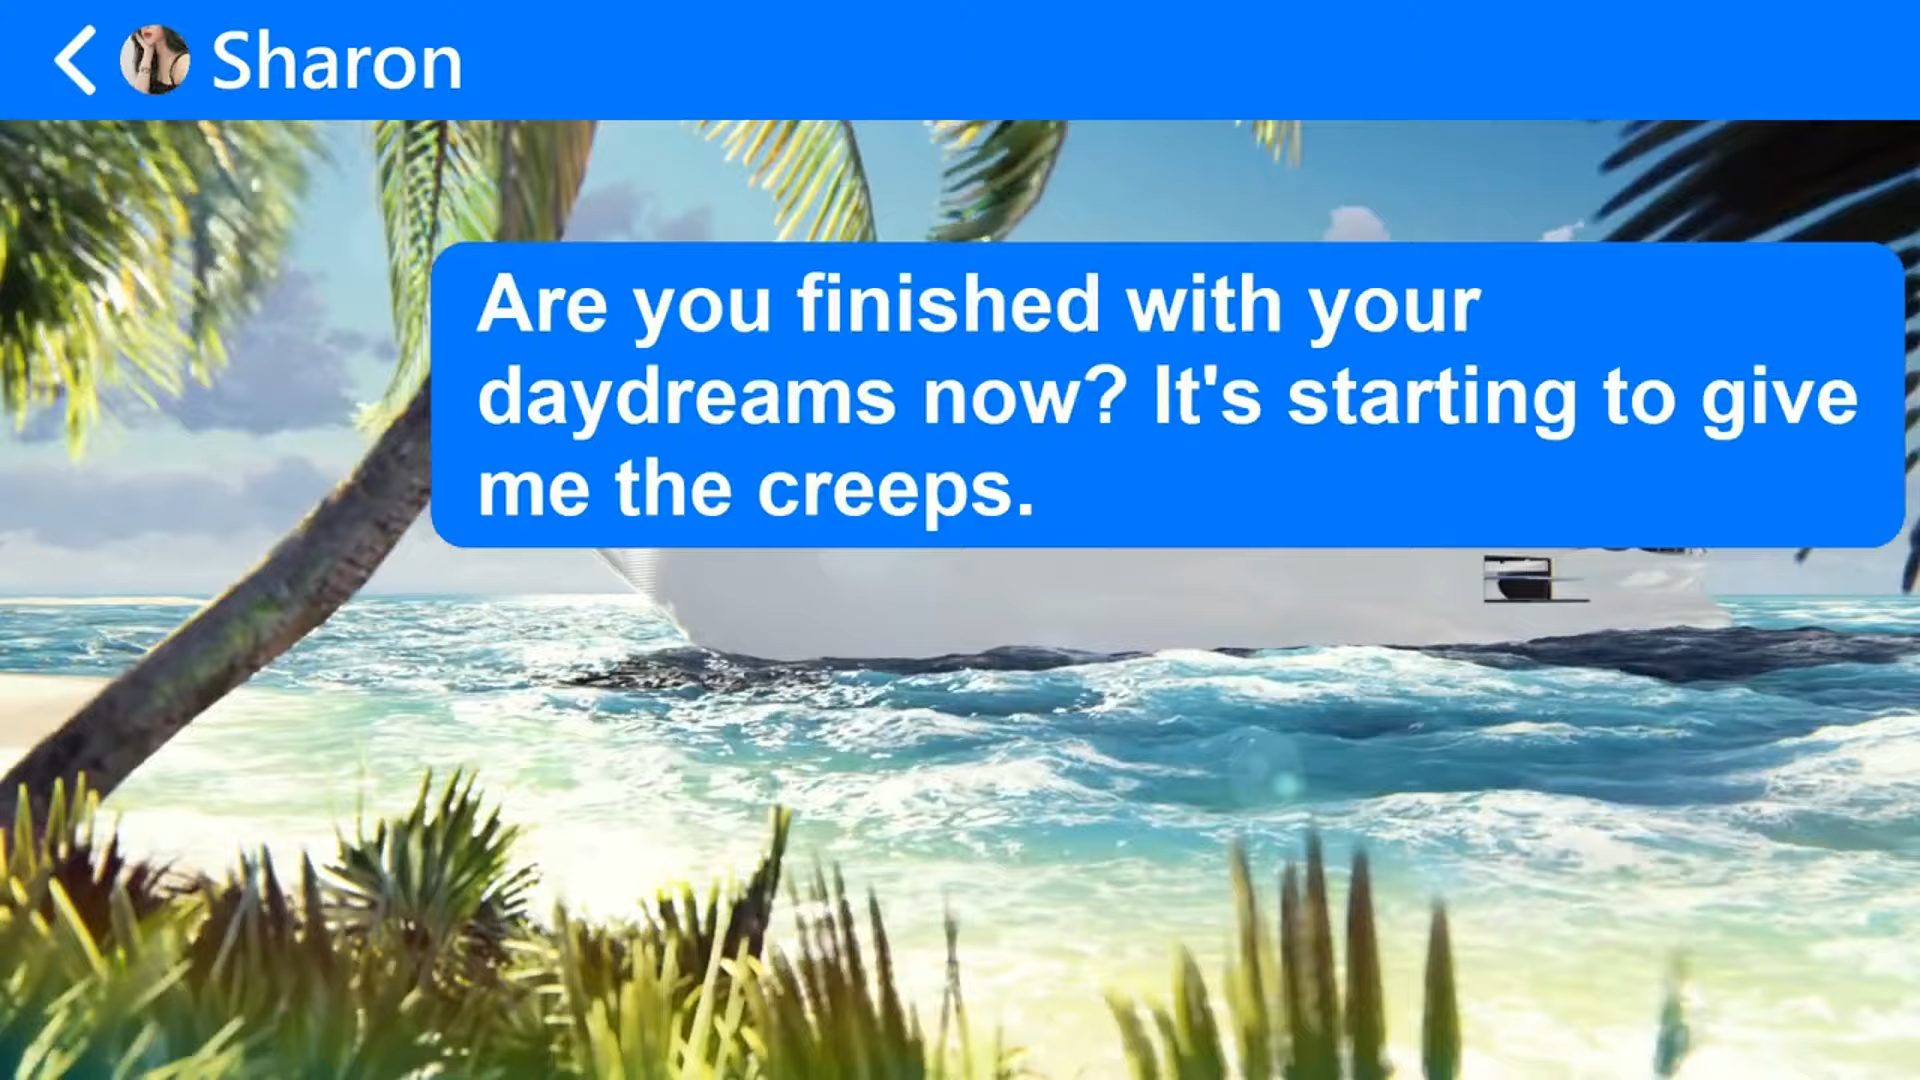 Sharon
Are you finished with your
daydreams now? It's starting to give
me the creeps.